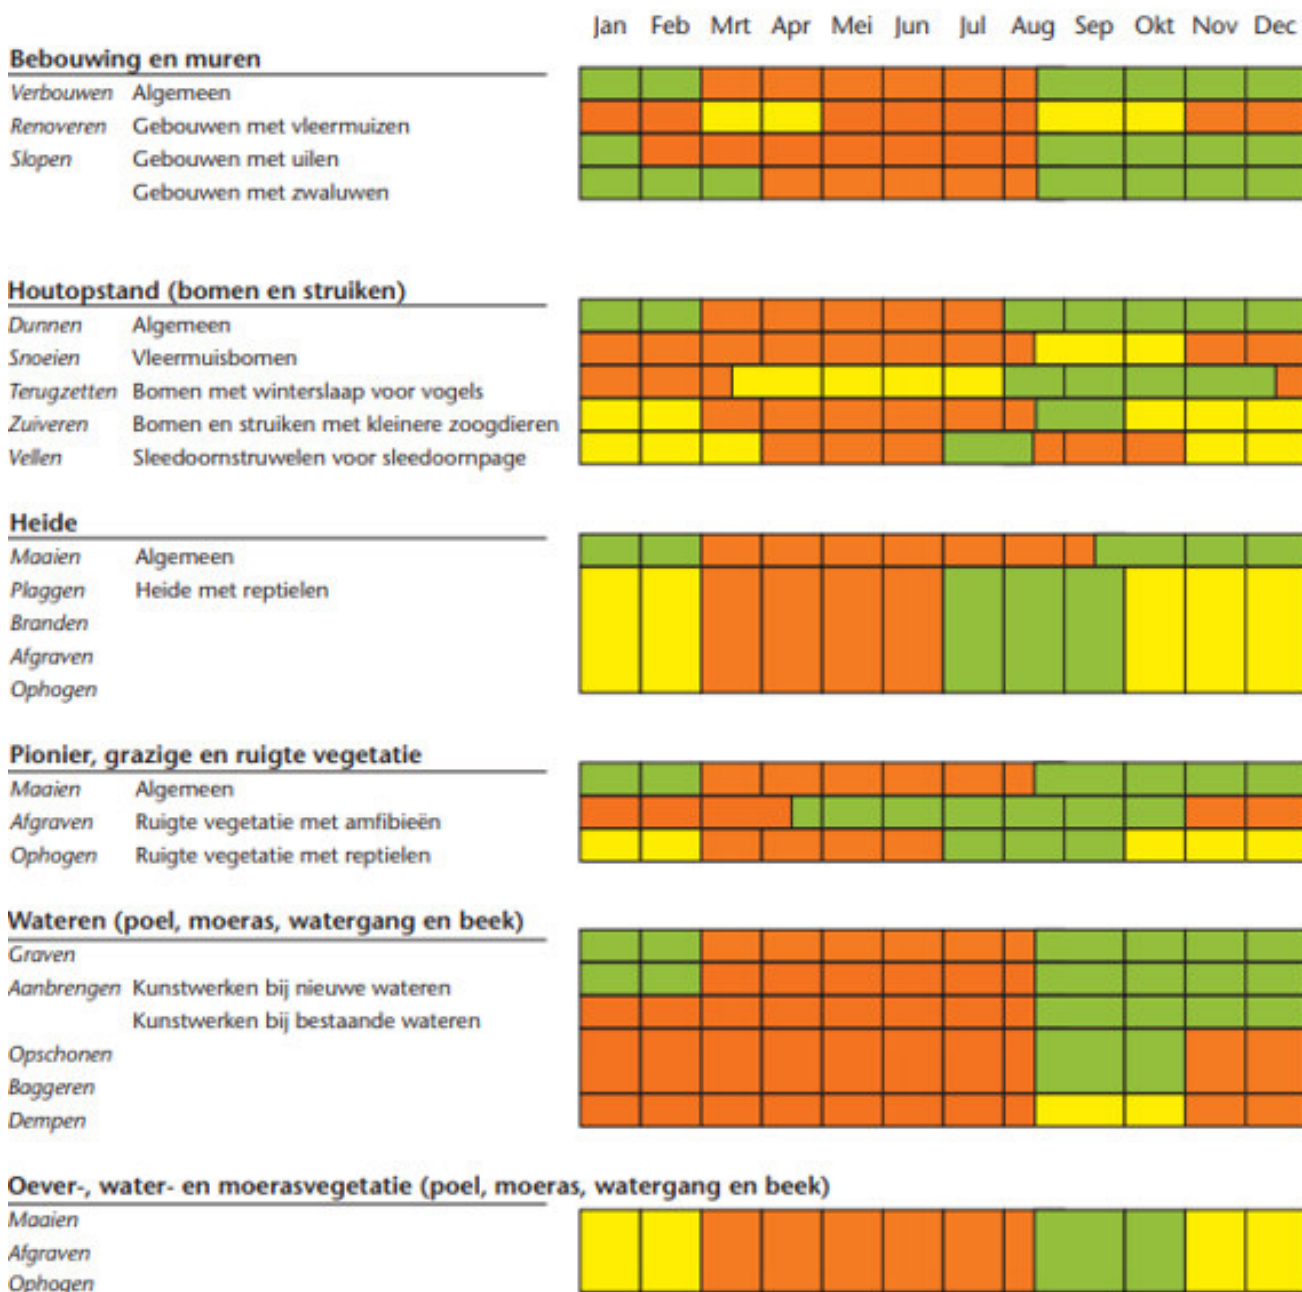 Jan Feb Mrt Apr Mei Jun Jul Aug Sep Okt Nov Dec
Bebouwing en muren
Verbouwen Algemeen
Renoveren Gebouwen met vleermuizen
Slopen Gebouwen met uilen
Gebouwen met zwaluwen
Houtopstand (bomen en struiken)
Dunnen Algemeen
Snoeien Vleermuisbomen
Terugzetten Bomen met winterslaap voor vogels
Zuiveren Bomen en struiken met kleinere zoogdieren
Vellen Sleedoornstruwelen voor sleedoornpage
Heide
Maaien Algemeen
Plaggen Heide met reptielen
Branden
Afgraven
Ophogen
Pionier, grazige en ruigte vegetatie
Maaien Algemeen
Afgraven Ruigte vegetatie met amfibieën
Ophogen Ruigte vegetatie met reptielen
Wateren (poel, moeras, watergang en beek)
Graven
Aanbrengen Kunstwerken bij nieuwe wateren
Kunstwerken bij bestaande wateren
Opschonen
Baggeren
Dempen
Oever-, water- en moerasvegetatie (poel, moeras, watergang en beek)
Maaien
Afgraven
Ophogen